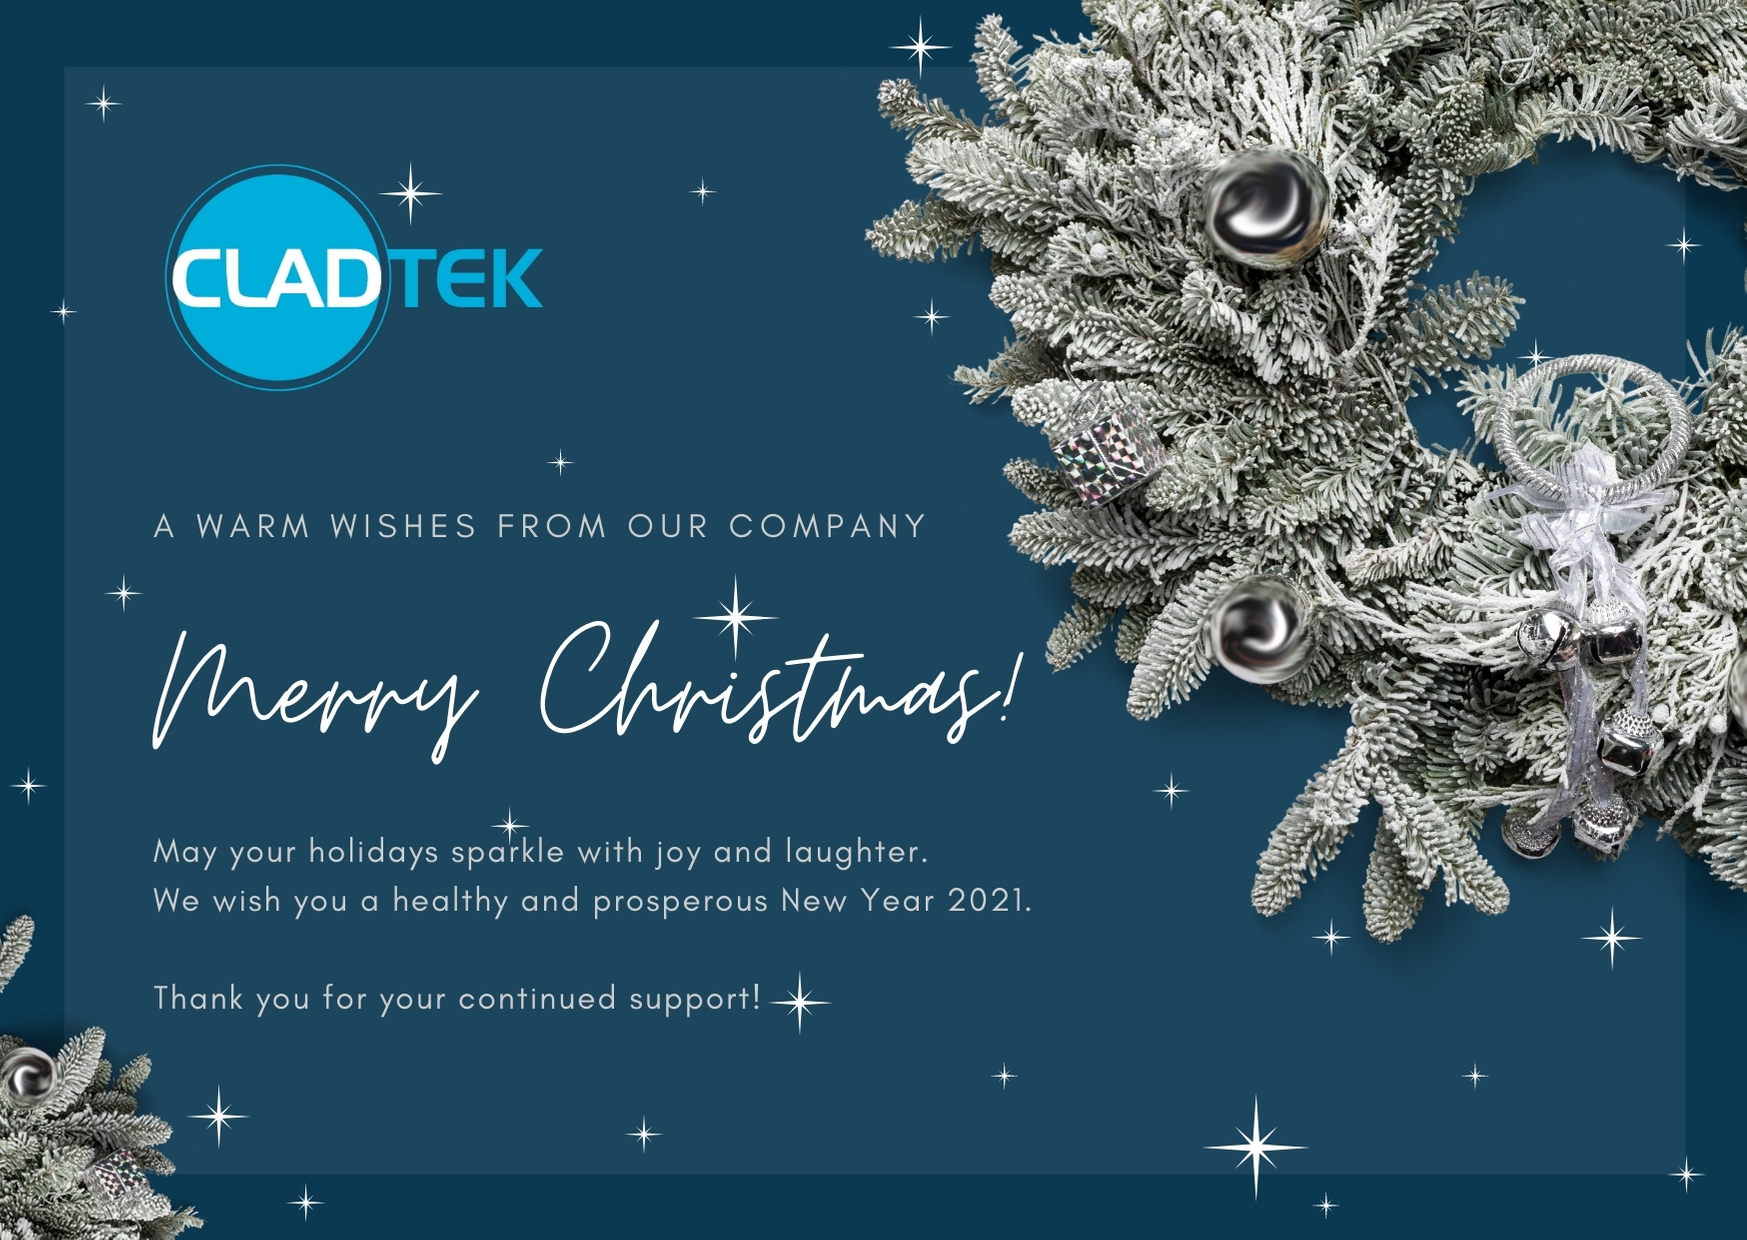 CLADTEK
A WARM WISHES FROM OUR COMPANY
Merry Christmas!
May your holidays sparkle with joy and laughter.
We wish you a healthy and prosperous New Year 2021.
Thank you for your continued support!